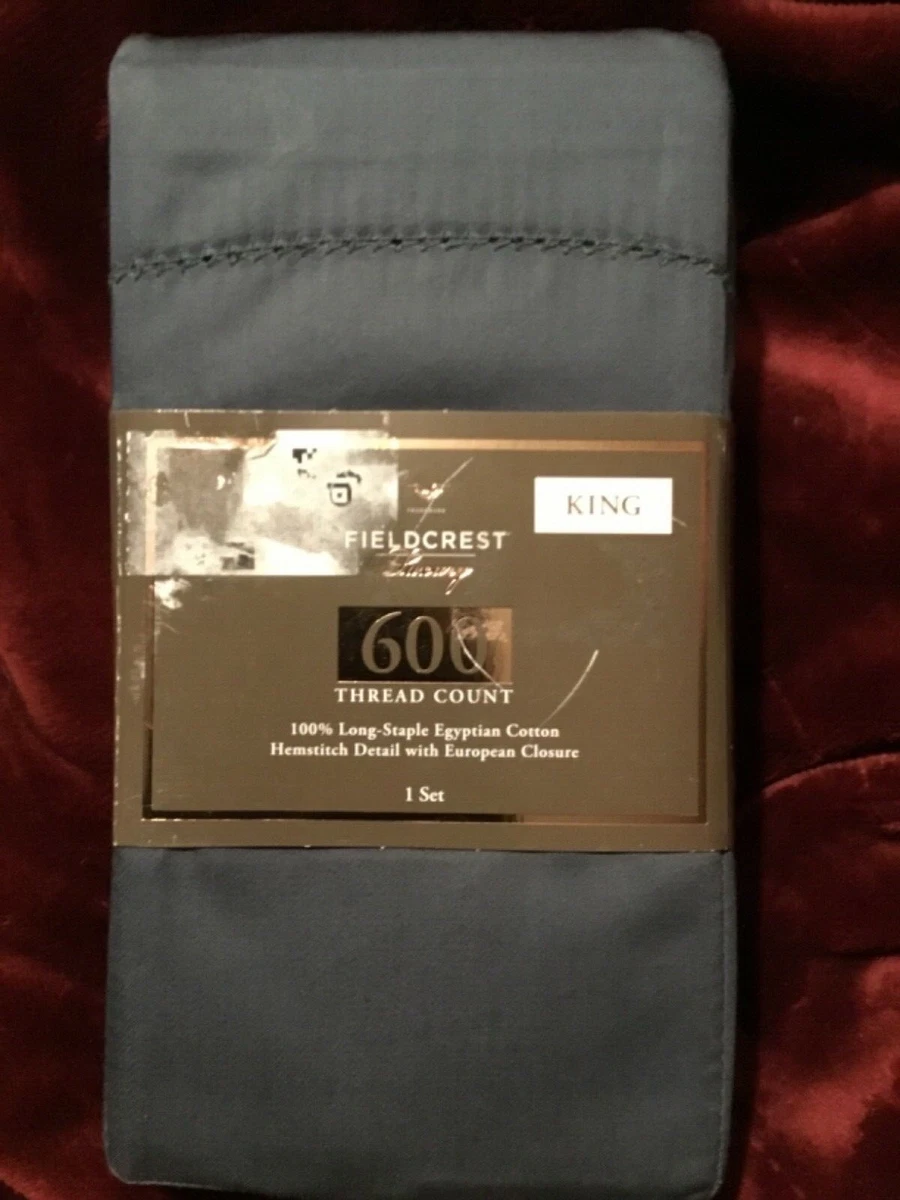 KING
FIELDCREST
Luxury
600
THREAD COUNT
100% Long-Staple Egyptian Cotton
Hemstitch Detail with European Closure
1 Set